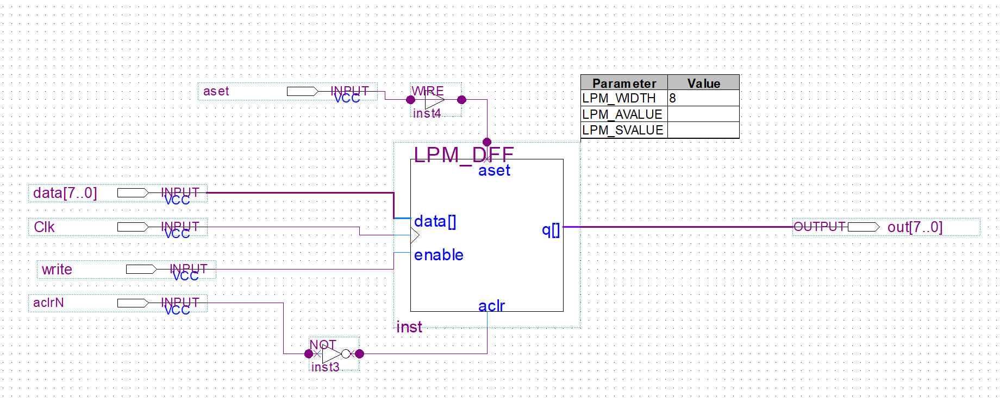 aset INPUT VCC
WIRE
inst4
Parameter Value
LPM_WIDTH 8
LPM_AVALUE
LPM_SVALUE
LPM_DFF
aset
data[7..0] INPUT VCC
data[]
Clk INPUT VCC
q[]
OUTPUT out[7..0]
enable
write INPUT VCC
aclrN INPUT VCC
aclr
inst
NOT
inst3